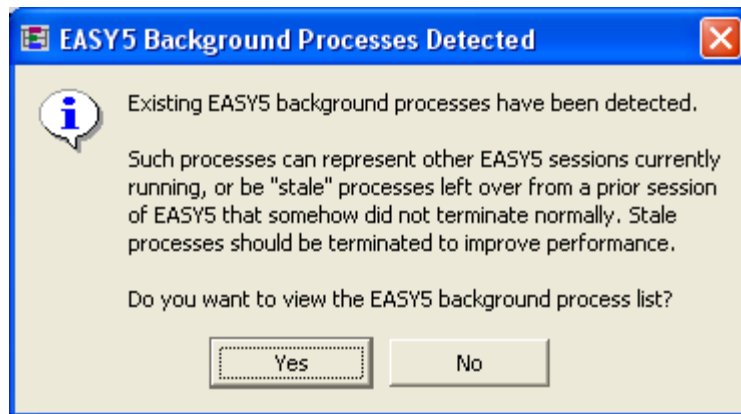 EASY5 Background Processes Detected
Existing EASY5 background processes have been detected.
Such processes can represent other EASY5 sessions currently
running, or be "stale" processes left over from a prior session
of EASY5 that somehow did not terminate normally. Stale
processes should be terminated to improve performance.
Do you want to view the EASY5 background process list?
Yes No